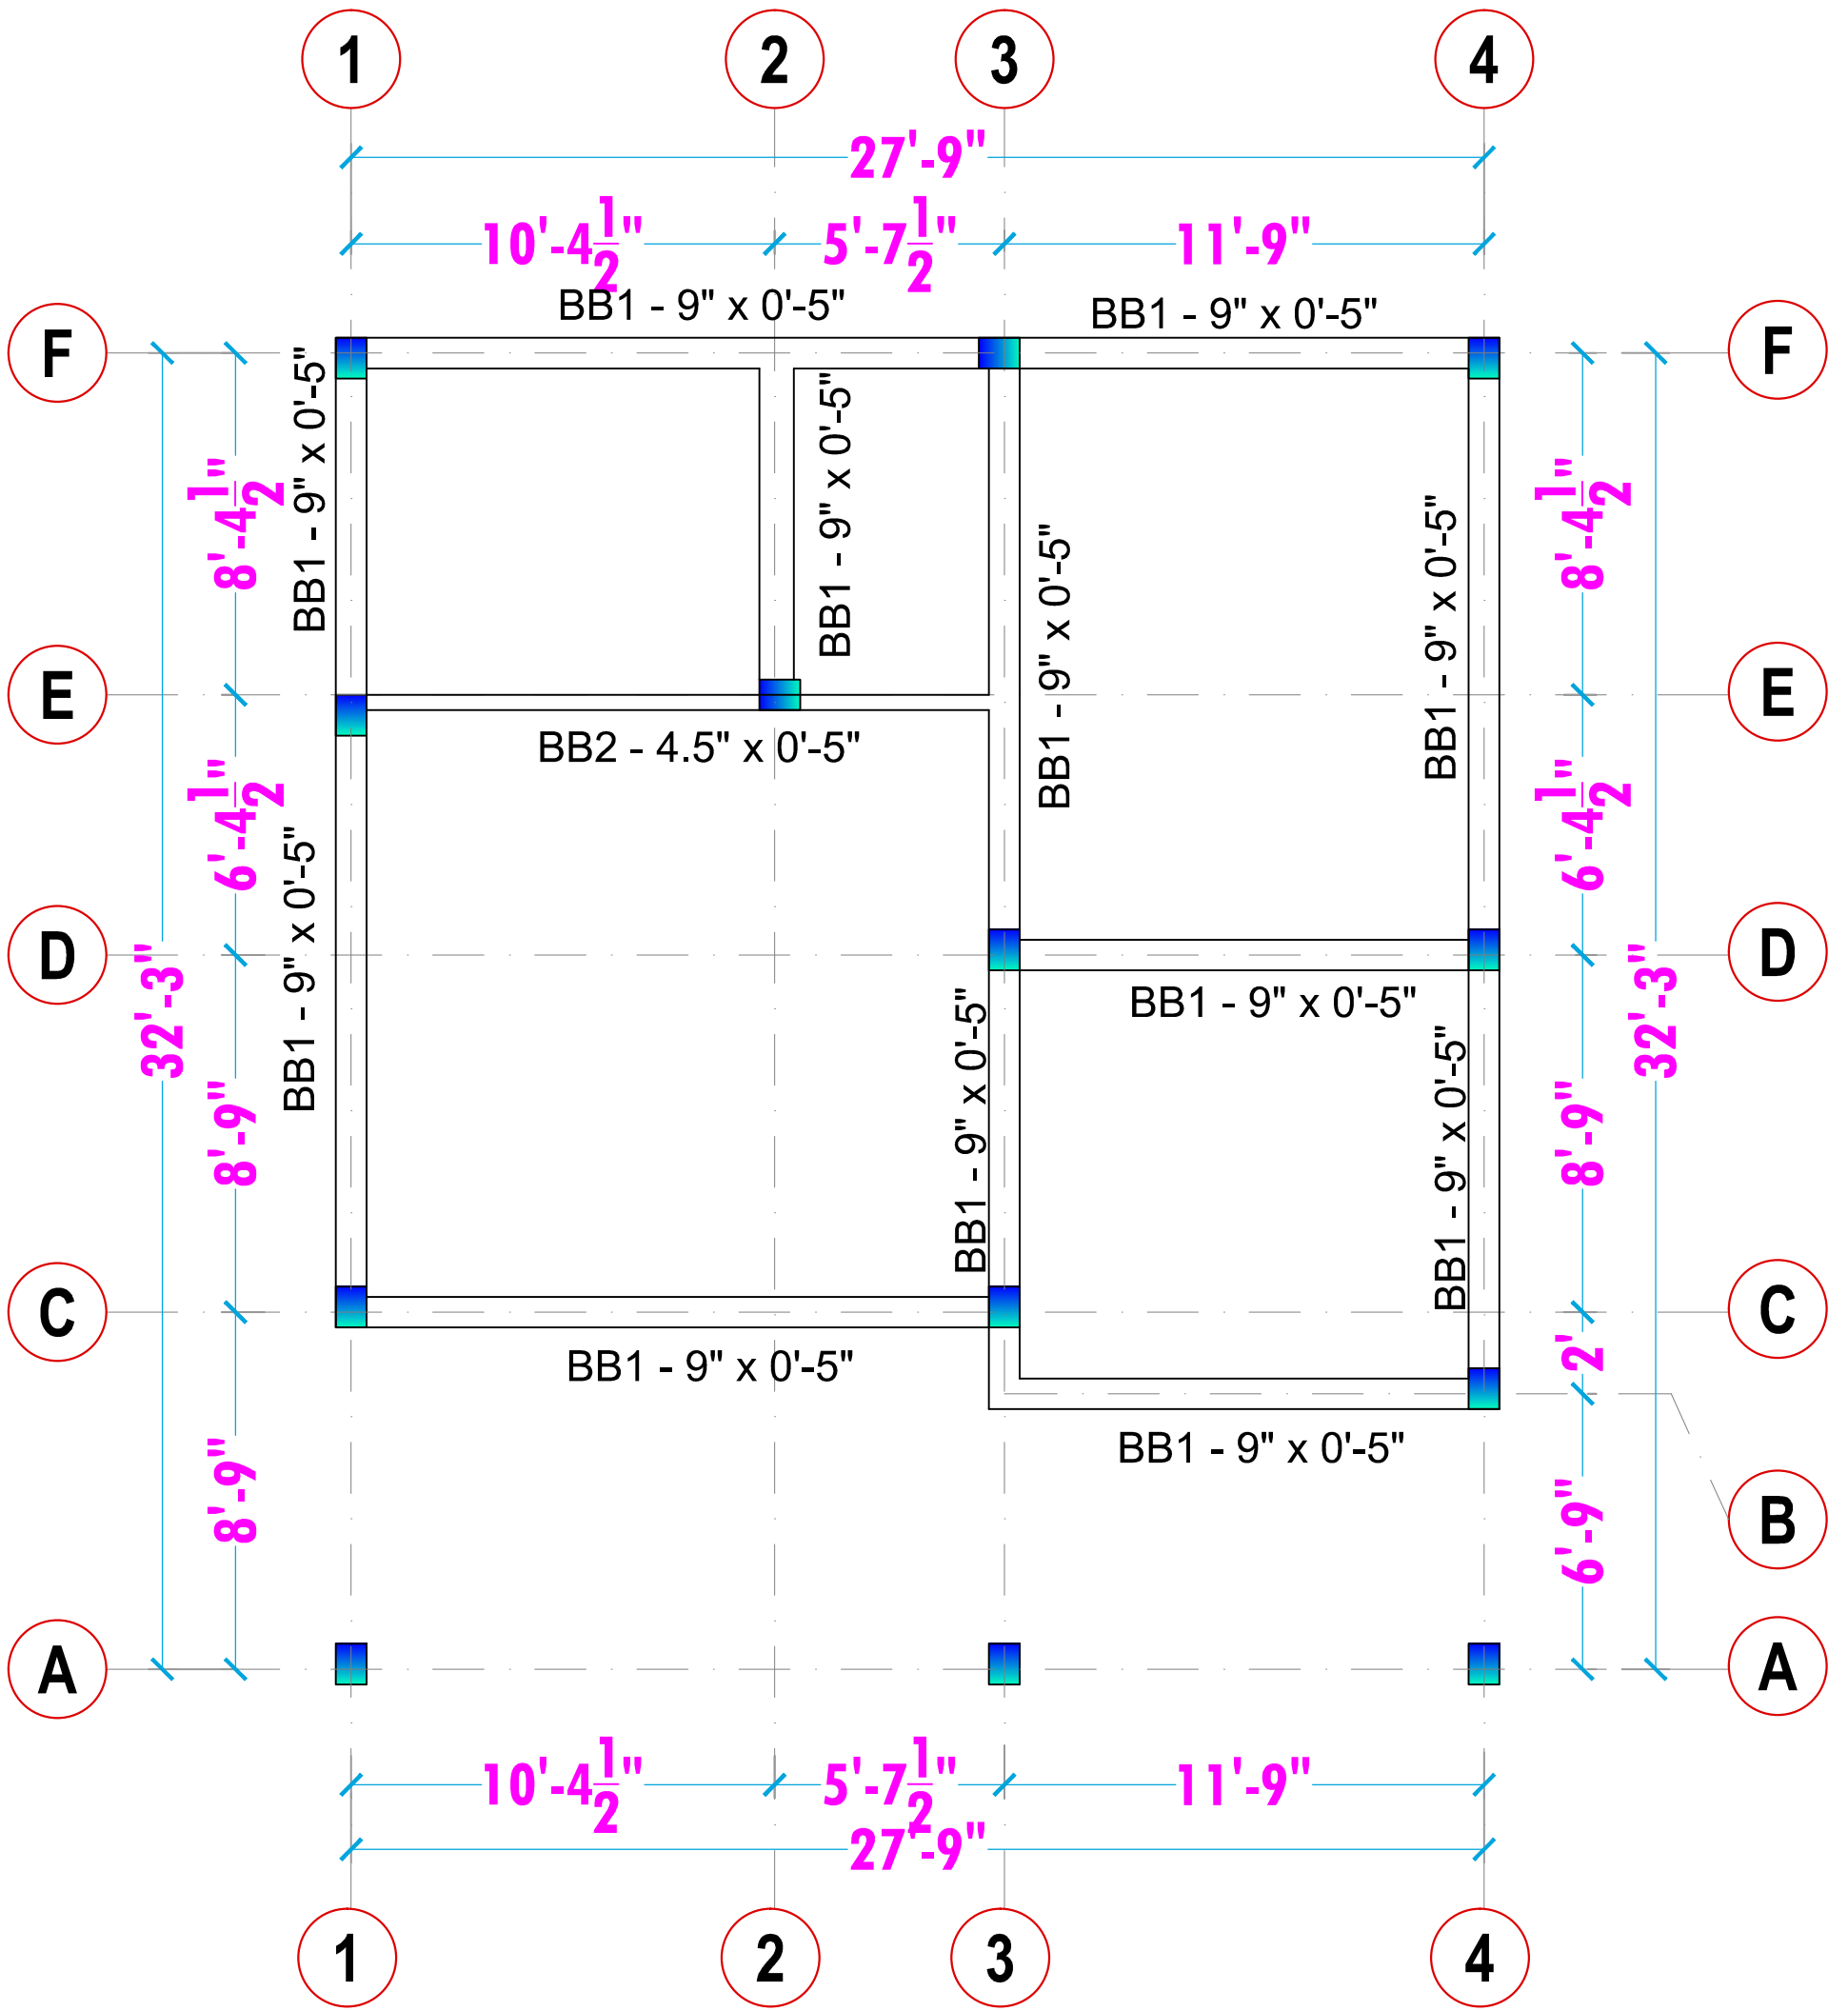 1 2 3 4
27'-9"
10'-4 1/2" 5'-7 1/2" 11'-9"
BB1 - 9" x 0'-5" BB1 - 9" x 0'-5"
F F
BB1 - 9" x 0'-5"
BB1 - 9" x 0'-5"
8'-4 1/2" 8'-4 1/2"
BB1 - 9" x 0'-5"
BB1 - 9" x 0'-5"
E E
BB2 - 4.5" x 0'-5"
6'-4 1/2" 6'-4 1/2"
BB1 - 9" x 0'-5"
D D
32'-3" 32'-3"
BB1 - 9" x 0'-5"
BB1 - 9" x 0'-5"
BB1 - 9" x 0'-5"
8'-9" 8'-9"
C C
BB1 - 9" x 0'-5"
2'
BB1 - 9" x 0'-5"
8'-9" 6'-9"
B
A A
10'-4 1/2" 5'-7 1/2" 11'-9"
27'-9"
1 2 3 4